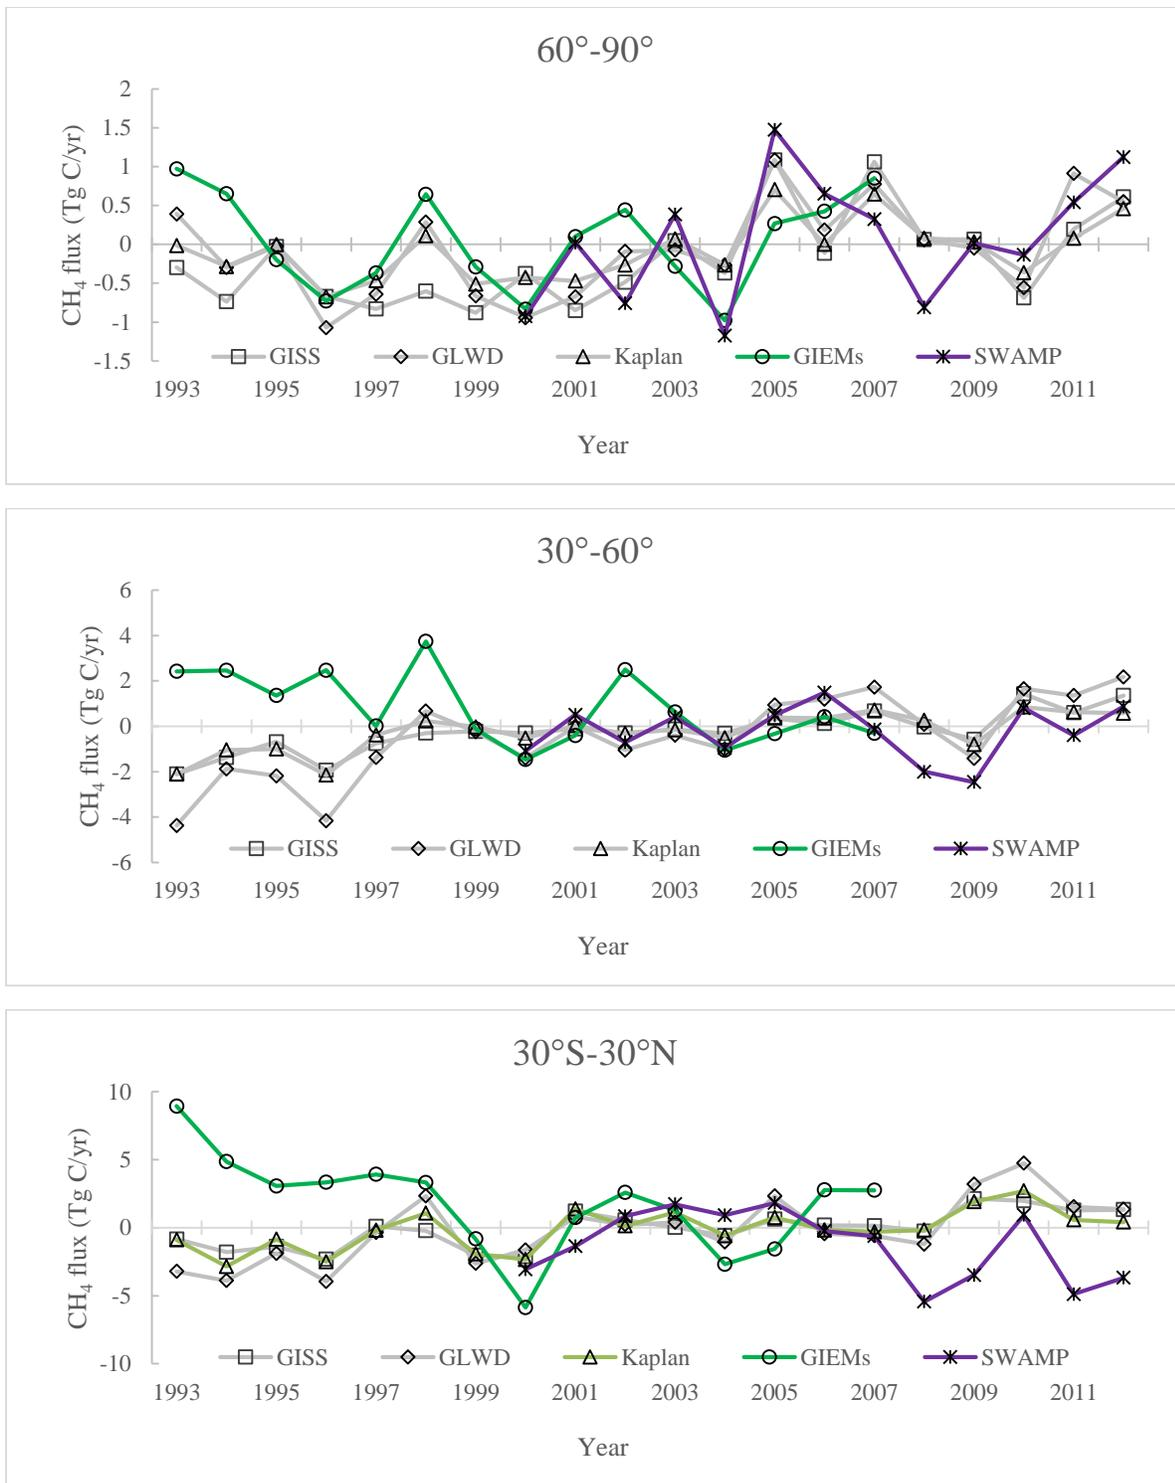 60°-90°
CH₄ flux (Tg C/yr)
2
1.5
1
0.5
0
-0.5
-1
-1.5
GISS GLWD Kaplan GIEMs SWAMP
1993 1995 1997 1999 2001 2003 2005 2007 2009 2011
Year
30°-60°
CH₄ flux (Tg C/yr)
6
4
2
0
-2
-4
-6
GISS GLWD Kaplan GIEMs SWAMP
1993 1995 1997 1999 2001 2003 2005 2007 2009 2011
Year
30°S-30°N
CH₄ flux (Tg C/yr)
10
5
0
-5
-10
GISS GLWD Kaplan GIEMs SWAMP
1993 1995 1997 1999 2001 2003 2005 2007 2009 2011
Year